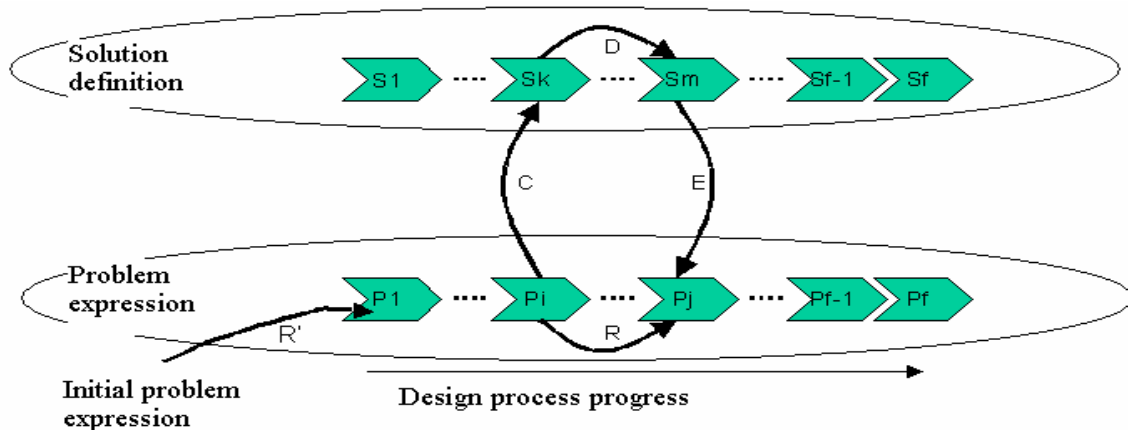 Solution
definition
D
S1 ..... Sk ..... Sm ..... Sf-1 Sf
C
E
Problem
expression
P1 ..... Pi ..... Pj ..... Pf-1 Pf
R'
R
Initial problem
expression
Design process progress